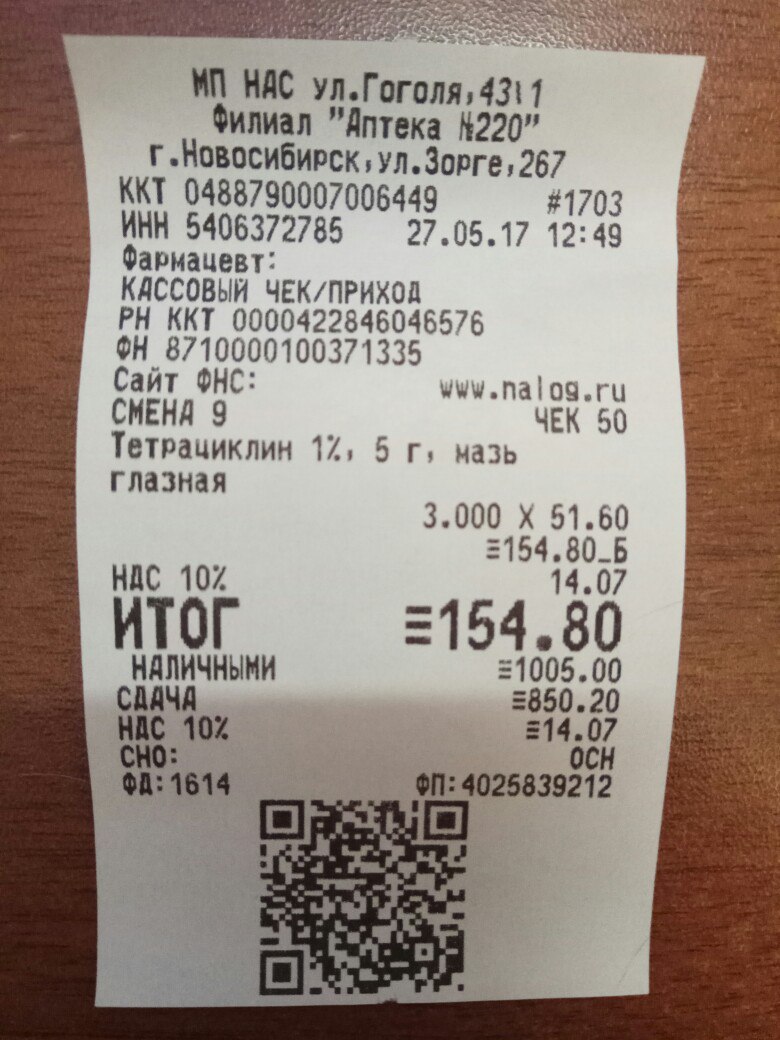 МП НАС ул.Гоголя,43\1
Филиал "Аптека №220"
г.Новосибирск,ул.Зорге,267
ККТ 0488790007006449 #1703
ИНН 5406372785 27.05.17 12:49
Фармацевт:
КАССОВЫЙ ЧЕК/ПРИХОД
РН ККТ 0000422846046576
ФН 8710000100371335
Сайт ФНС: www.nalog.ru
СМЕНА 9 ЧЕК 50
Тетрациклин 1%, 5 г, мазь
глазная
3.000 X 51.60
≡154.80_Б
НДС 10% 14.07
ИТОГ ≡154.80
НАЛИЧНЫМИ ≡1005.00
СДАЧА ≡850.20
НДС 10% ≡14.07
СНО: ОСН
ФД:1614 ФП:4025839212